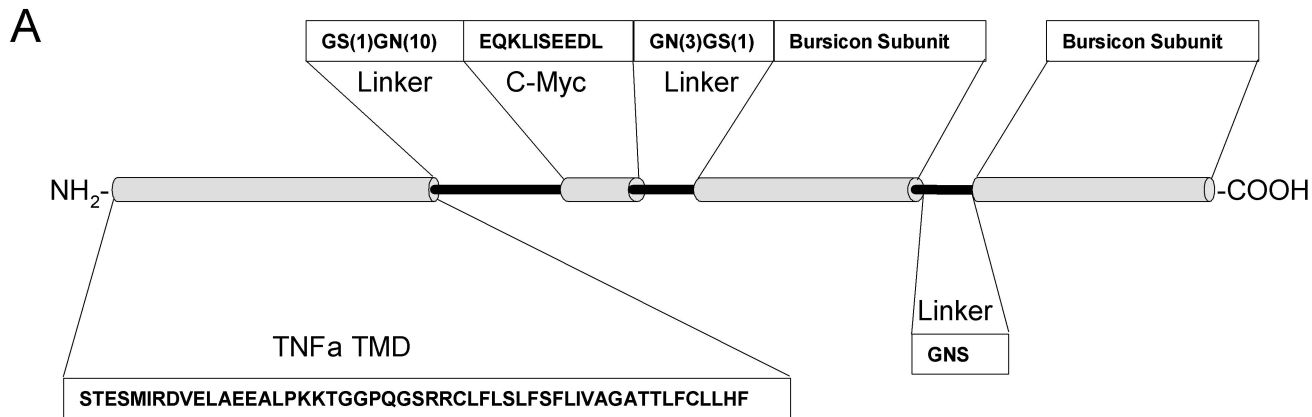 A
GS(1)GN(10) EQKLISEEDL GN(3)GS(1) Bursicon Subunit Bursicon Subunit
Linker C-Myc Linker
NH2- -COOH
Linker
GNS
TNFa TMD
STESMIRDVELAEEALPKKTGGPQGSRRCLFLSLFSFLIVAGATTLFCLLHF